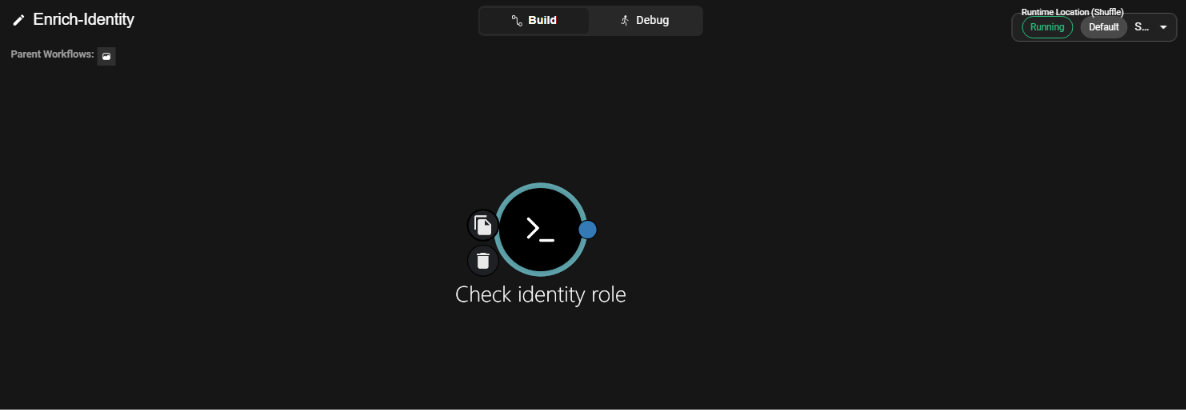 Enrich-Identity
Build
Debug
Runtime Location (Shuffle)
Running
Default
S...
Parent Workflows:
Check identity role